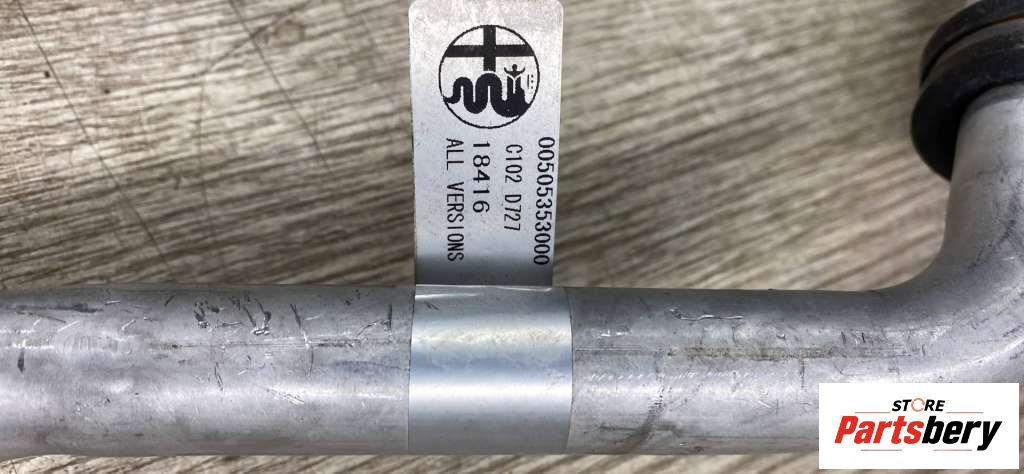 00505353000
C102 D727
18416
ALL VERSIONS
STORE
Partsbery